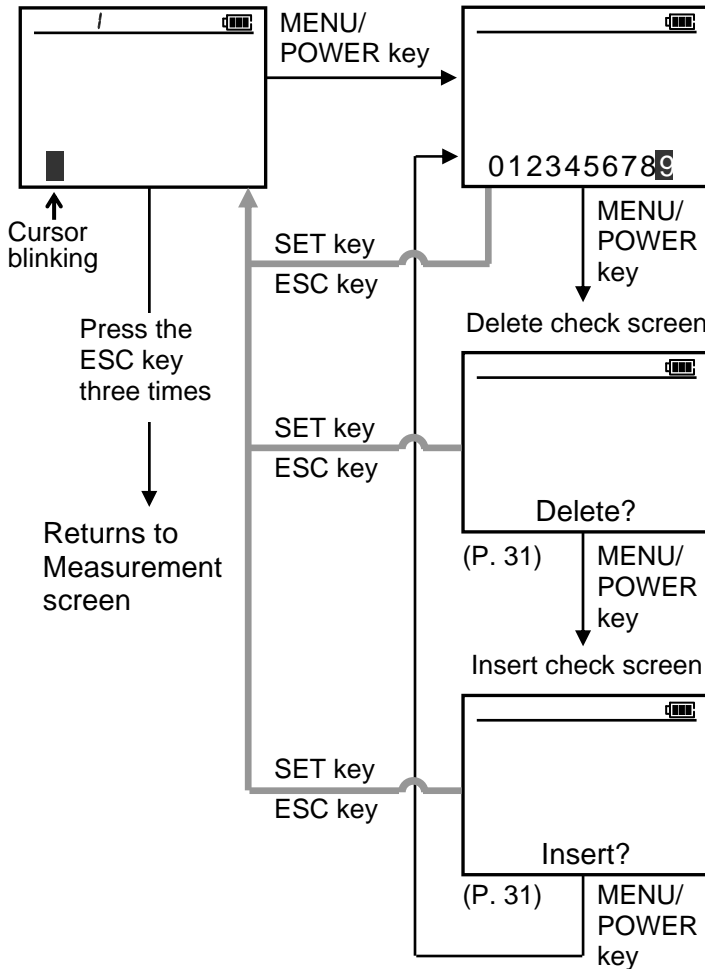 1
MENU/
POWER key
0123456789
Cursor
blinking
SET key
ESC key
MENU/
POWER
key
Press the
ESC key
three times
Delete check screen
SET key
ESC key
Delete?
Returns to
Measurement
screen
(P. 31)
MENU/
POWER
key
Insert check screen
SET key
ESC key
Insert?
(P. 31)
MENU/
POWER
key